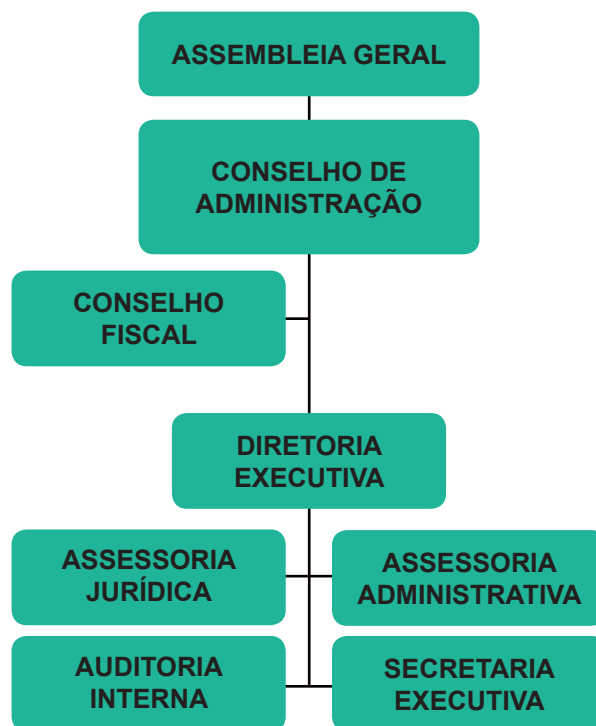 ASSEMBLEIA GERAL
CONSELHO DE
ADMINISTRAÇÃO
CONSELHO
FISCAL
DIRETORIA
EXECUTIVA
ASSESSORIA
JURÍDICA
ASSESSORIA
ADMINISTRATIVA
AUDITORIA
INTERNA
SECRETARIA
EXECUTIVA